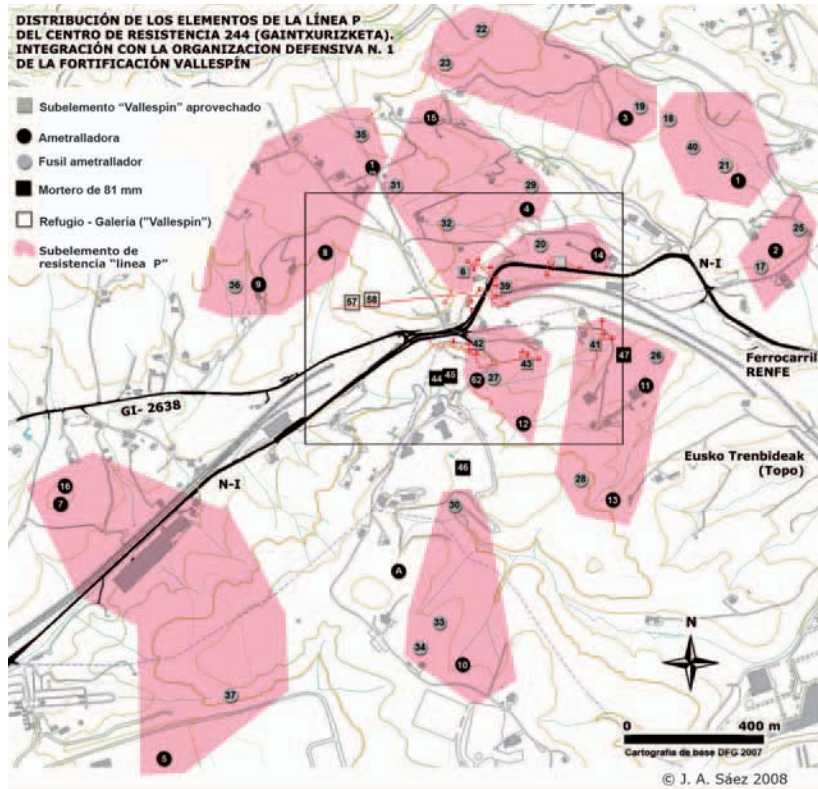 DISTRIBUCIÓN DE LOS ELEMENTOS DE LA LÍNEA P
DEL CENTRO DE RESISTENCIA 244 (GAINTXURIZKETA).
INTEGRACIÓN CON LA ORGANIZACION DEFENSIVA N. 1
DE LA FORTIFICACIÓN VALLESPÍN
Subelemento "Vallespin" aprovechado
Ametralladora
Fusil ametrallador
Mortero de 81 mm
Refugio - Galería ("Vallespin")
Subelemento de
resistencia "linea P"
22
23
19
3
18
40
21
1
15
35
1
31
29
4
32
8
36
9
20
14
6
39
N-I
25
2
17
57
58
42
41
47
26
44
45
62
27
43
11
12
Ferrocarril
RENFE
GI- 2638
Eusko Trenbideak
(Topo)
N-I
46
28
13
16
7
30
A
33
34
10
37
5
N
0 400 m
Cartografía de base DFG 2007
© J. A. Sáez 2008